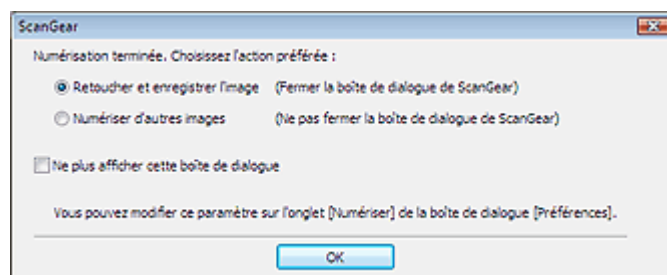 ScanGear
Numérisation terminée. Choisissez l'action préférée :
Retoucher et enregistrer l'image (Fermer la boîte de dialogue de ScanGear)
Numériser d'autres images (Ne pas fermer la boîte de dialogue de ScanGear)
Ne plus afficher cette boîte de dialogue
Vous pouvez modifier ce paramètre sur l'onglet [Numériser] de la boîte de dialogue [Préférences].
OK